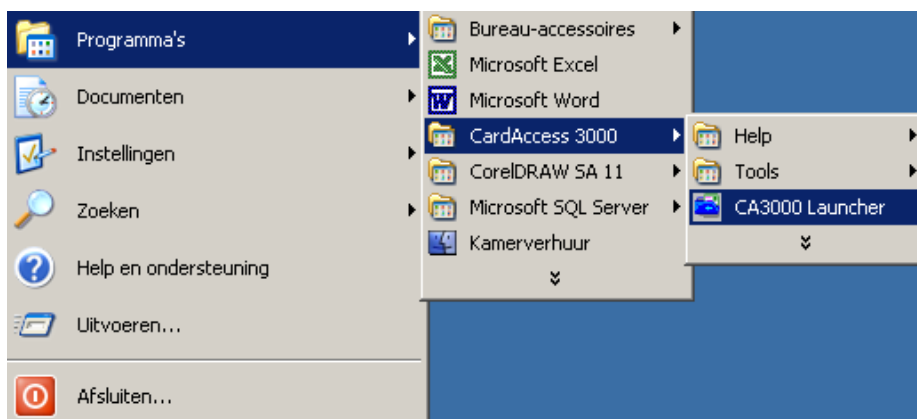 Programma's
Documenten
Instellingen
Zoeken
Help en ondersteuning
Uitvoeren...
Afsluiten...
Bureau-accessoires
Microsoft Excel
Microsoft Word
CardAccess 3000
CorelDRAW SA 11
Microsoft SQL Server
Kamerverhuur
Help
Tools
CA3000 Launcher